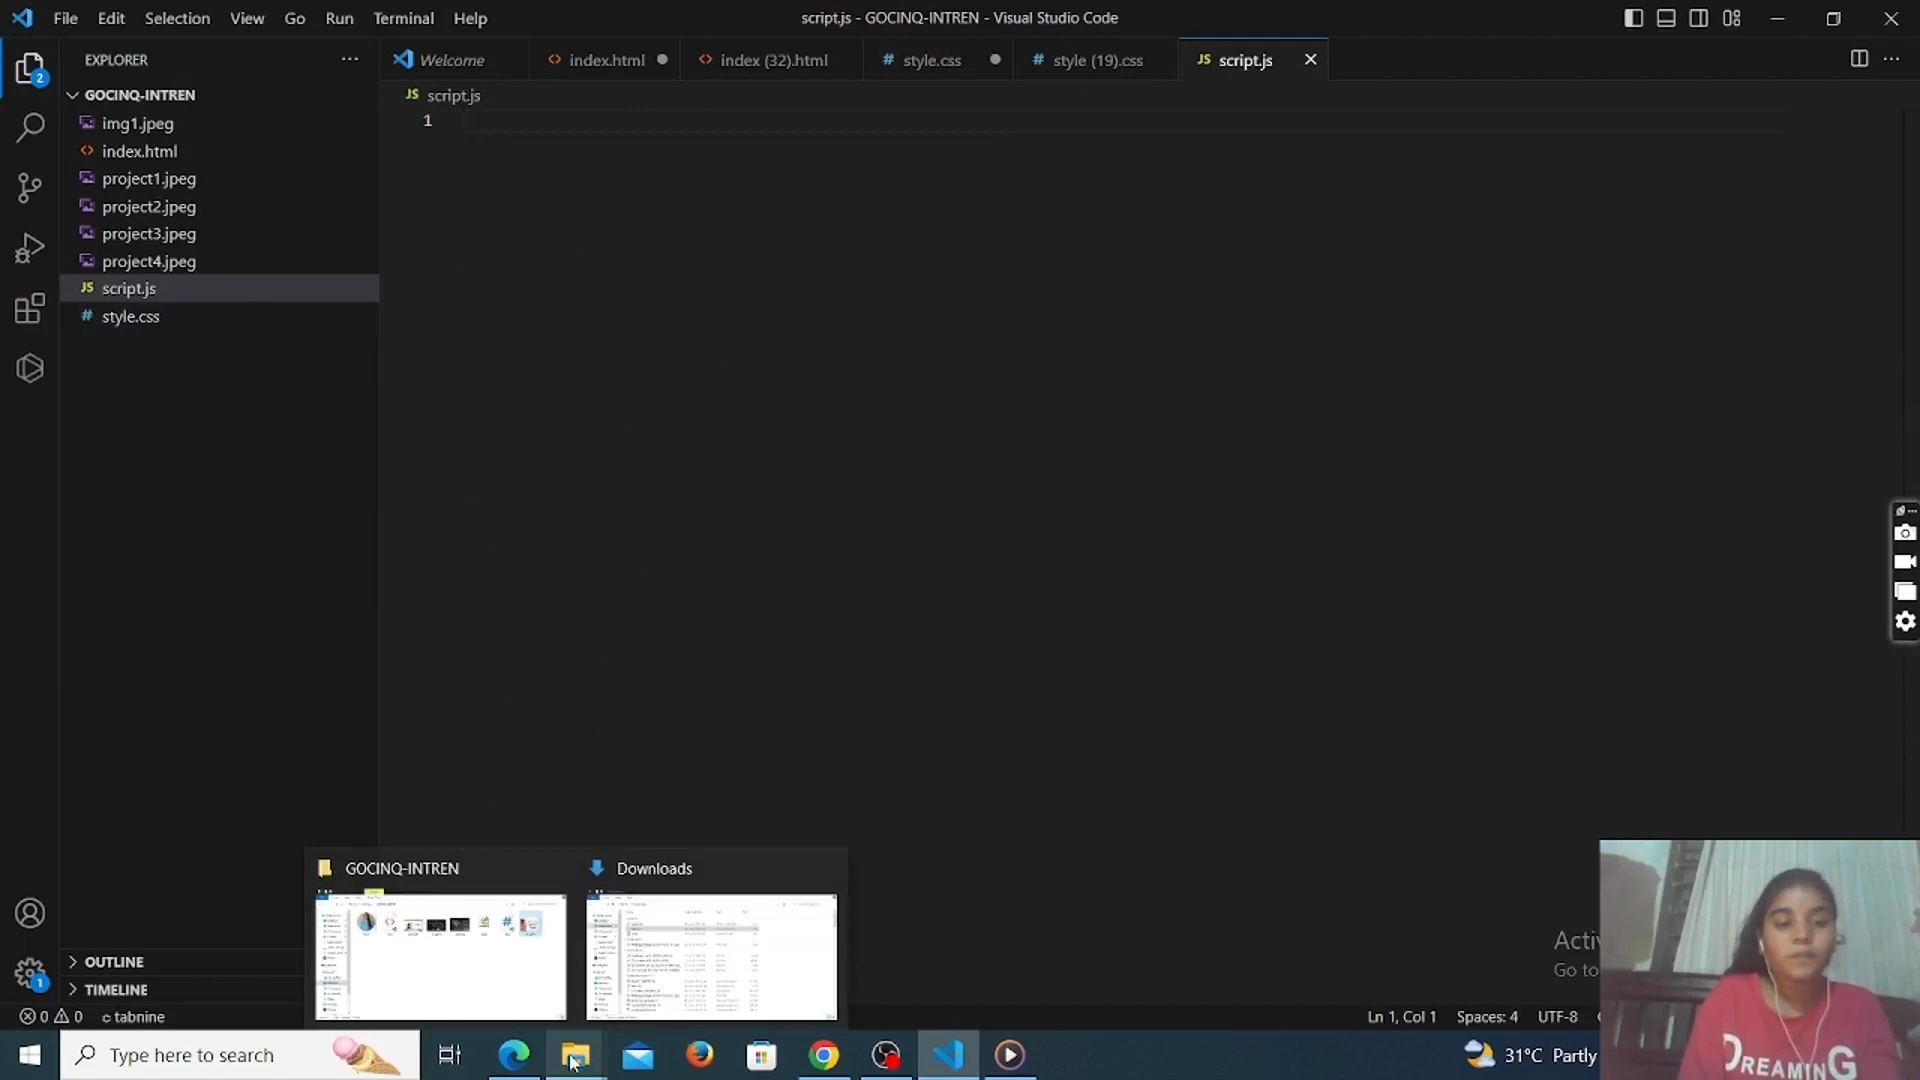 File Edit Selection View Go Run Terminal Help
script.js - GOCINQ-INTREN - Visual Studio Code
EXPLORER
Welcome
index.html
index (32).html
style.css
style (19).css
JS script.js
GOCINQ-INTREN
JS script.js
1
img1.jpeg
index.html
project1.jpeg
project2.jpeg
project3.jpeg
project4.jpeg
JS script.js
# style.css
2
GOCINQ-INTREN
Downloads
Acti
Go to
OUTLINE
TIMELINE
1
0 0 tabnine
Ln 1, Col 1 Spaces: 4 UTF-8
Type here to search
31°C Partly
DREAMING